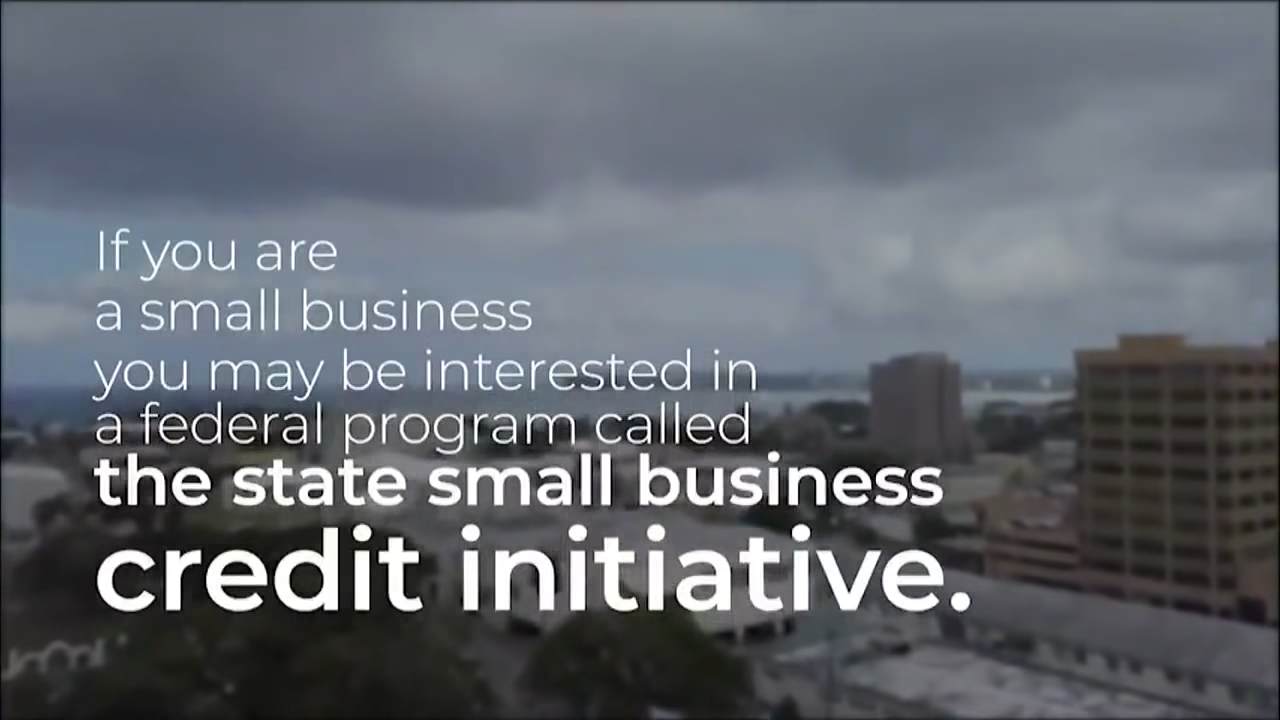 If you are
a small business
you may be interested in
a federal program called
the state small business
credit initiative.